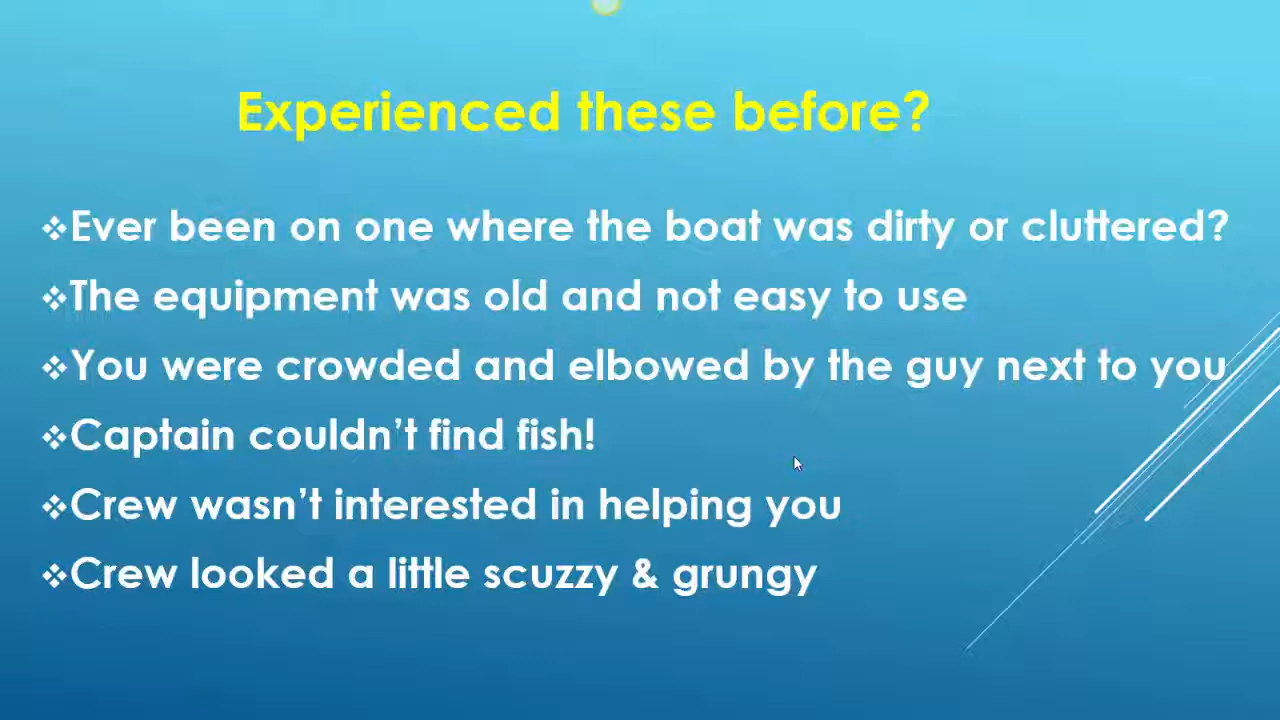 Experienced these before?
❖Ever been on one where the boat was dirty or cluttered?
❖The equipment was old and not easy to use
❖You were crowded and elbowed by the guy next to you
❖Captain couldn’t find fish!
❖Crew wasn’t interested in helping you
❖Crew looked a little scuzzy & grungy